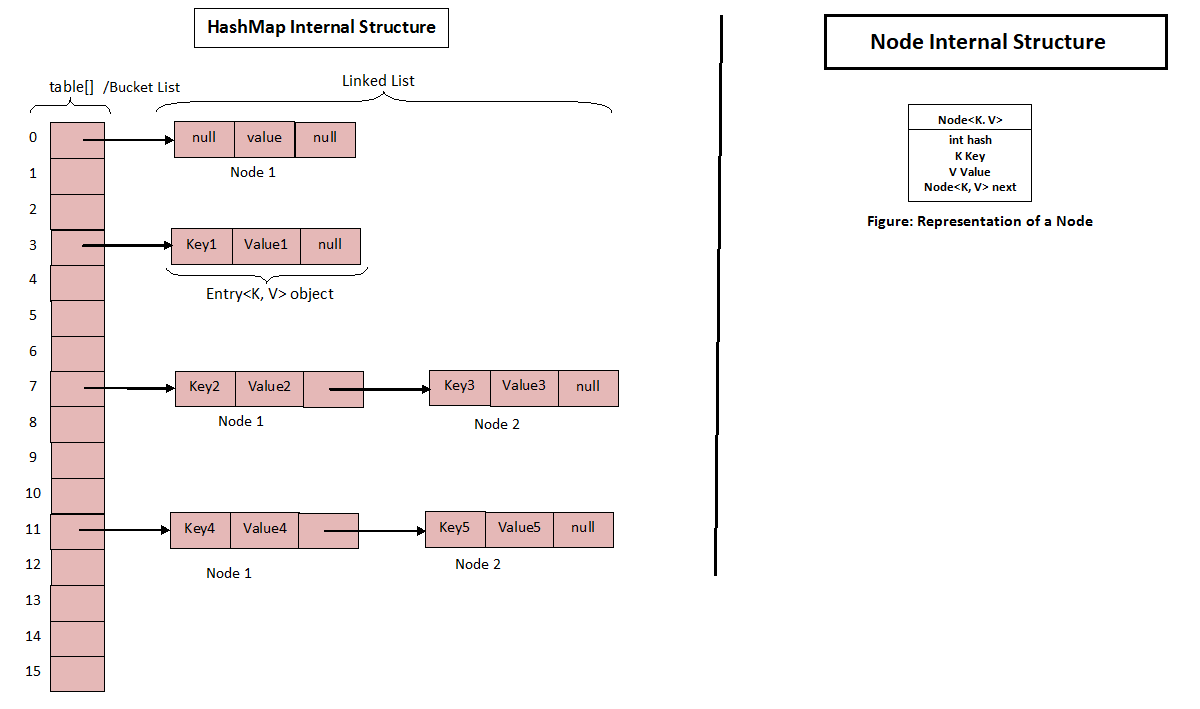 HashMap Internal Structure
Node Internal Structure
table[] /Bucket List
Linked List
0
null value null
Node 1
1
2
3
Key1 Value1 null
Entry<K, V> object
4
5
6
7
Key2 Value2
Key3 Value3 null
Node 1
Node 2
8
9
10
11
Key4 Value4
Key5 Value5 null
Node 1
Node 2
12
13
14
15
Node<K. V>
int hash
K Key
V Value
Node<K, V> next
Figure: Representation of a Node